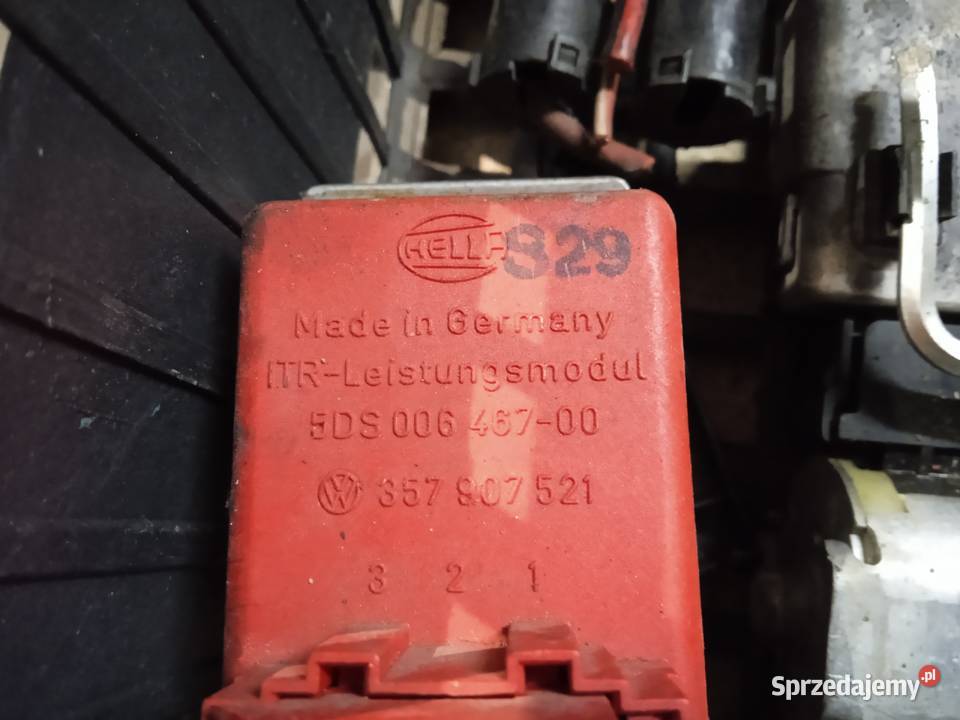 HELLA S29
Made in Germany
ITR-Leistungsmodul
5DS 006 467-00
VW 357 907 521
3 2 1
Sprzedajemy.pl